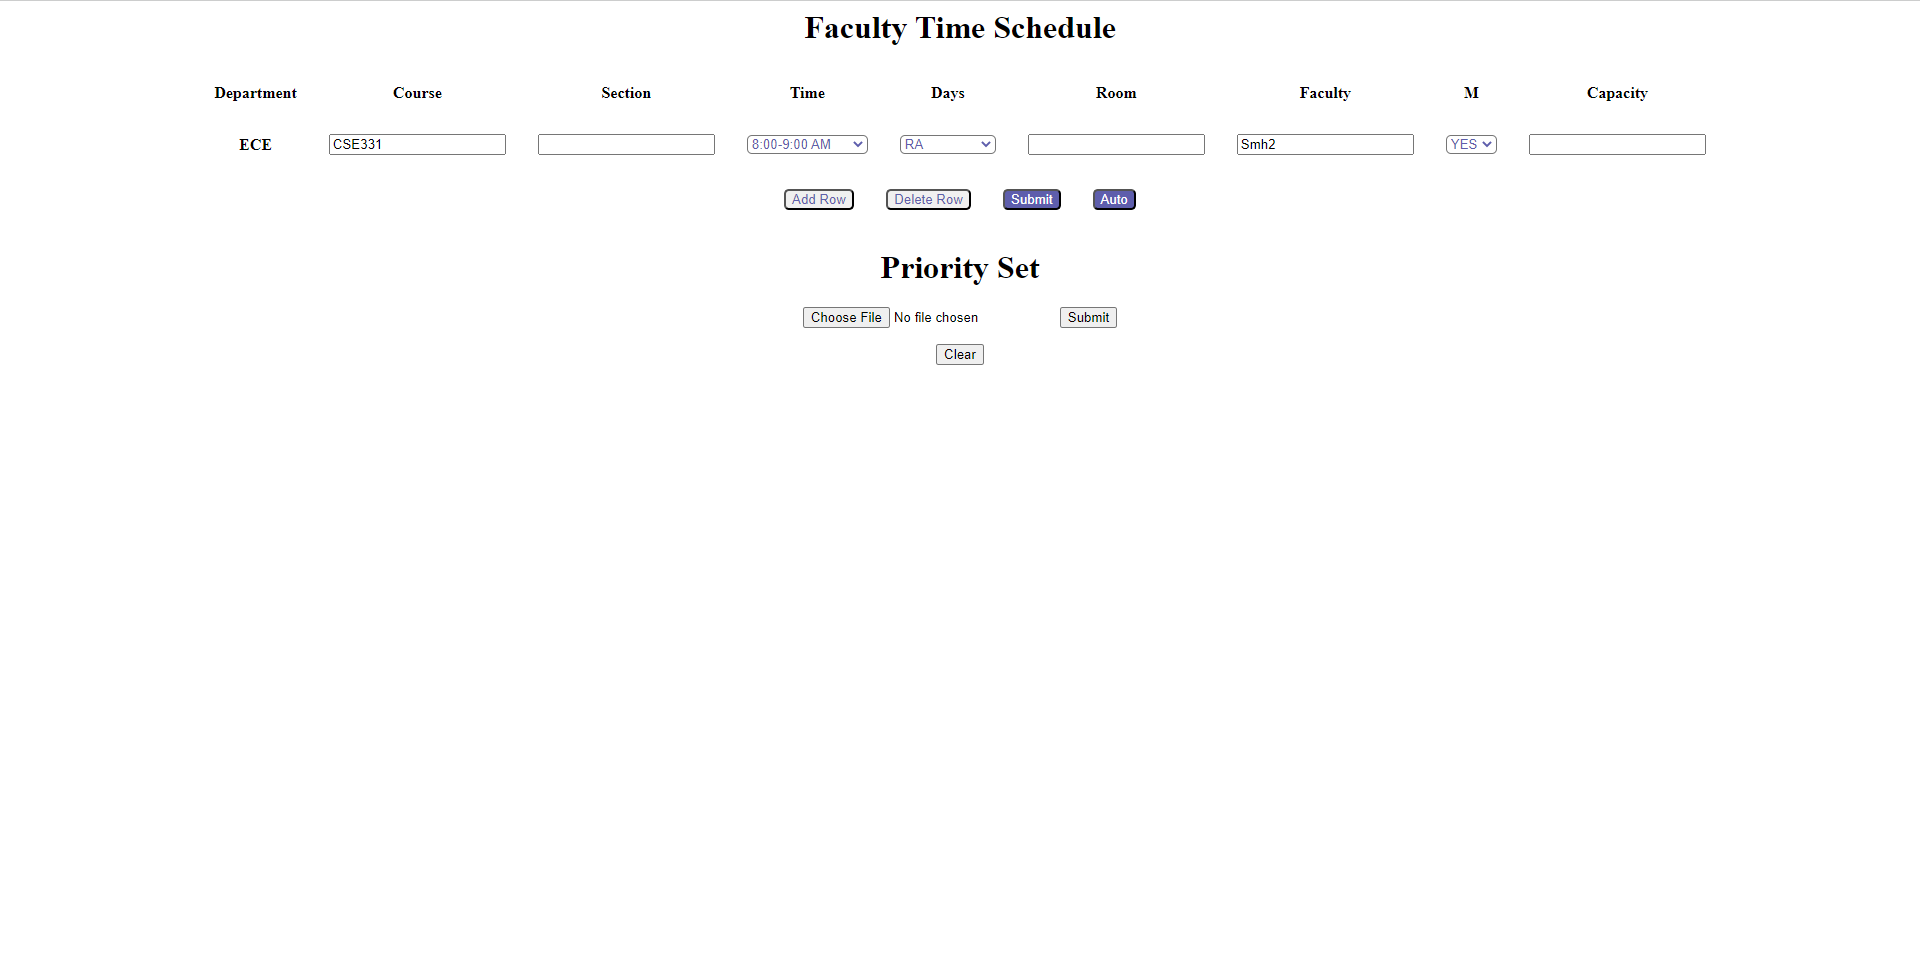 Faculty Time Schedule
Department Course Section Time Days Room Faculty M Capacity
ECE CSE331 8:00-9:00 AM RA Smh2 YES
Add Row Delete Row Submit Auto
Priority Set
Choose File No file chosen Submit
Clear